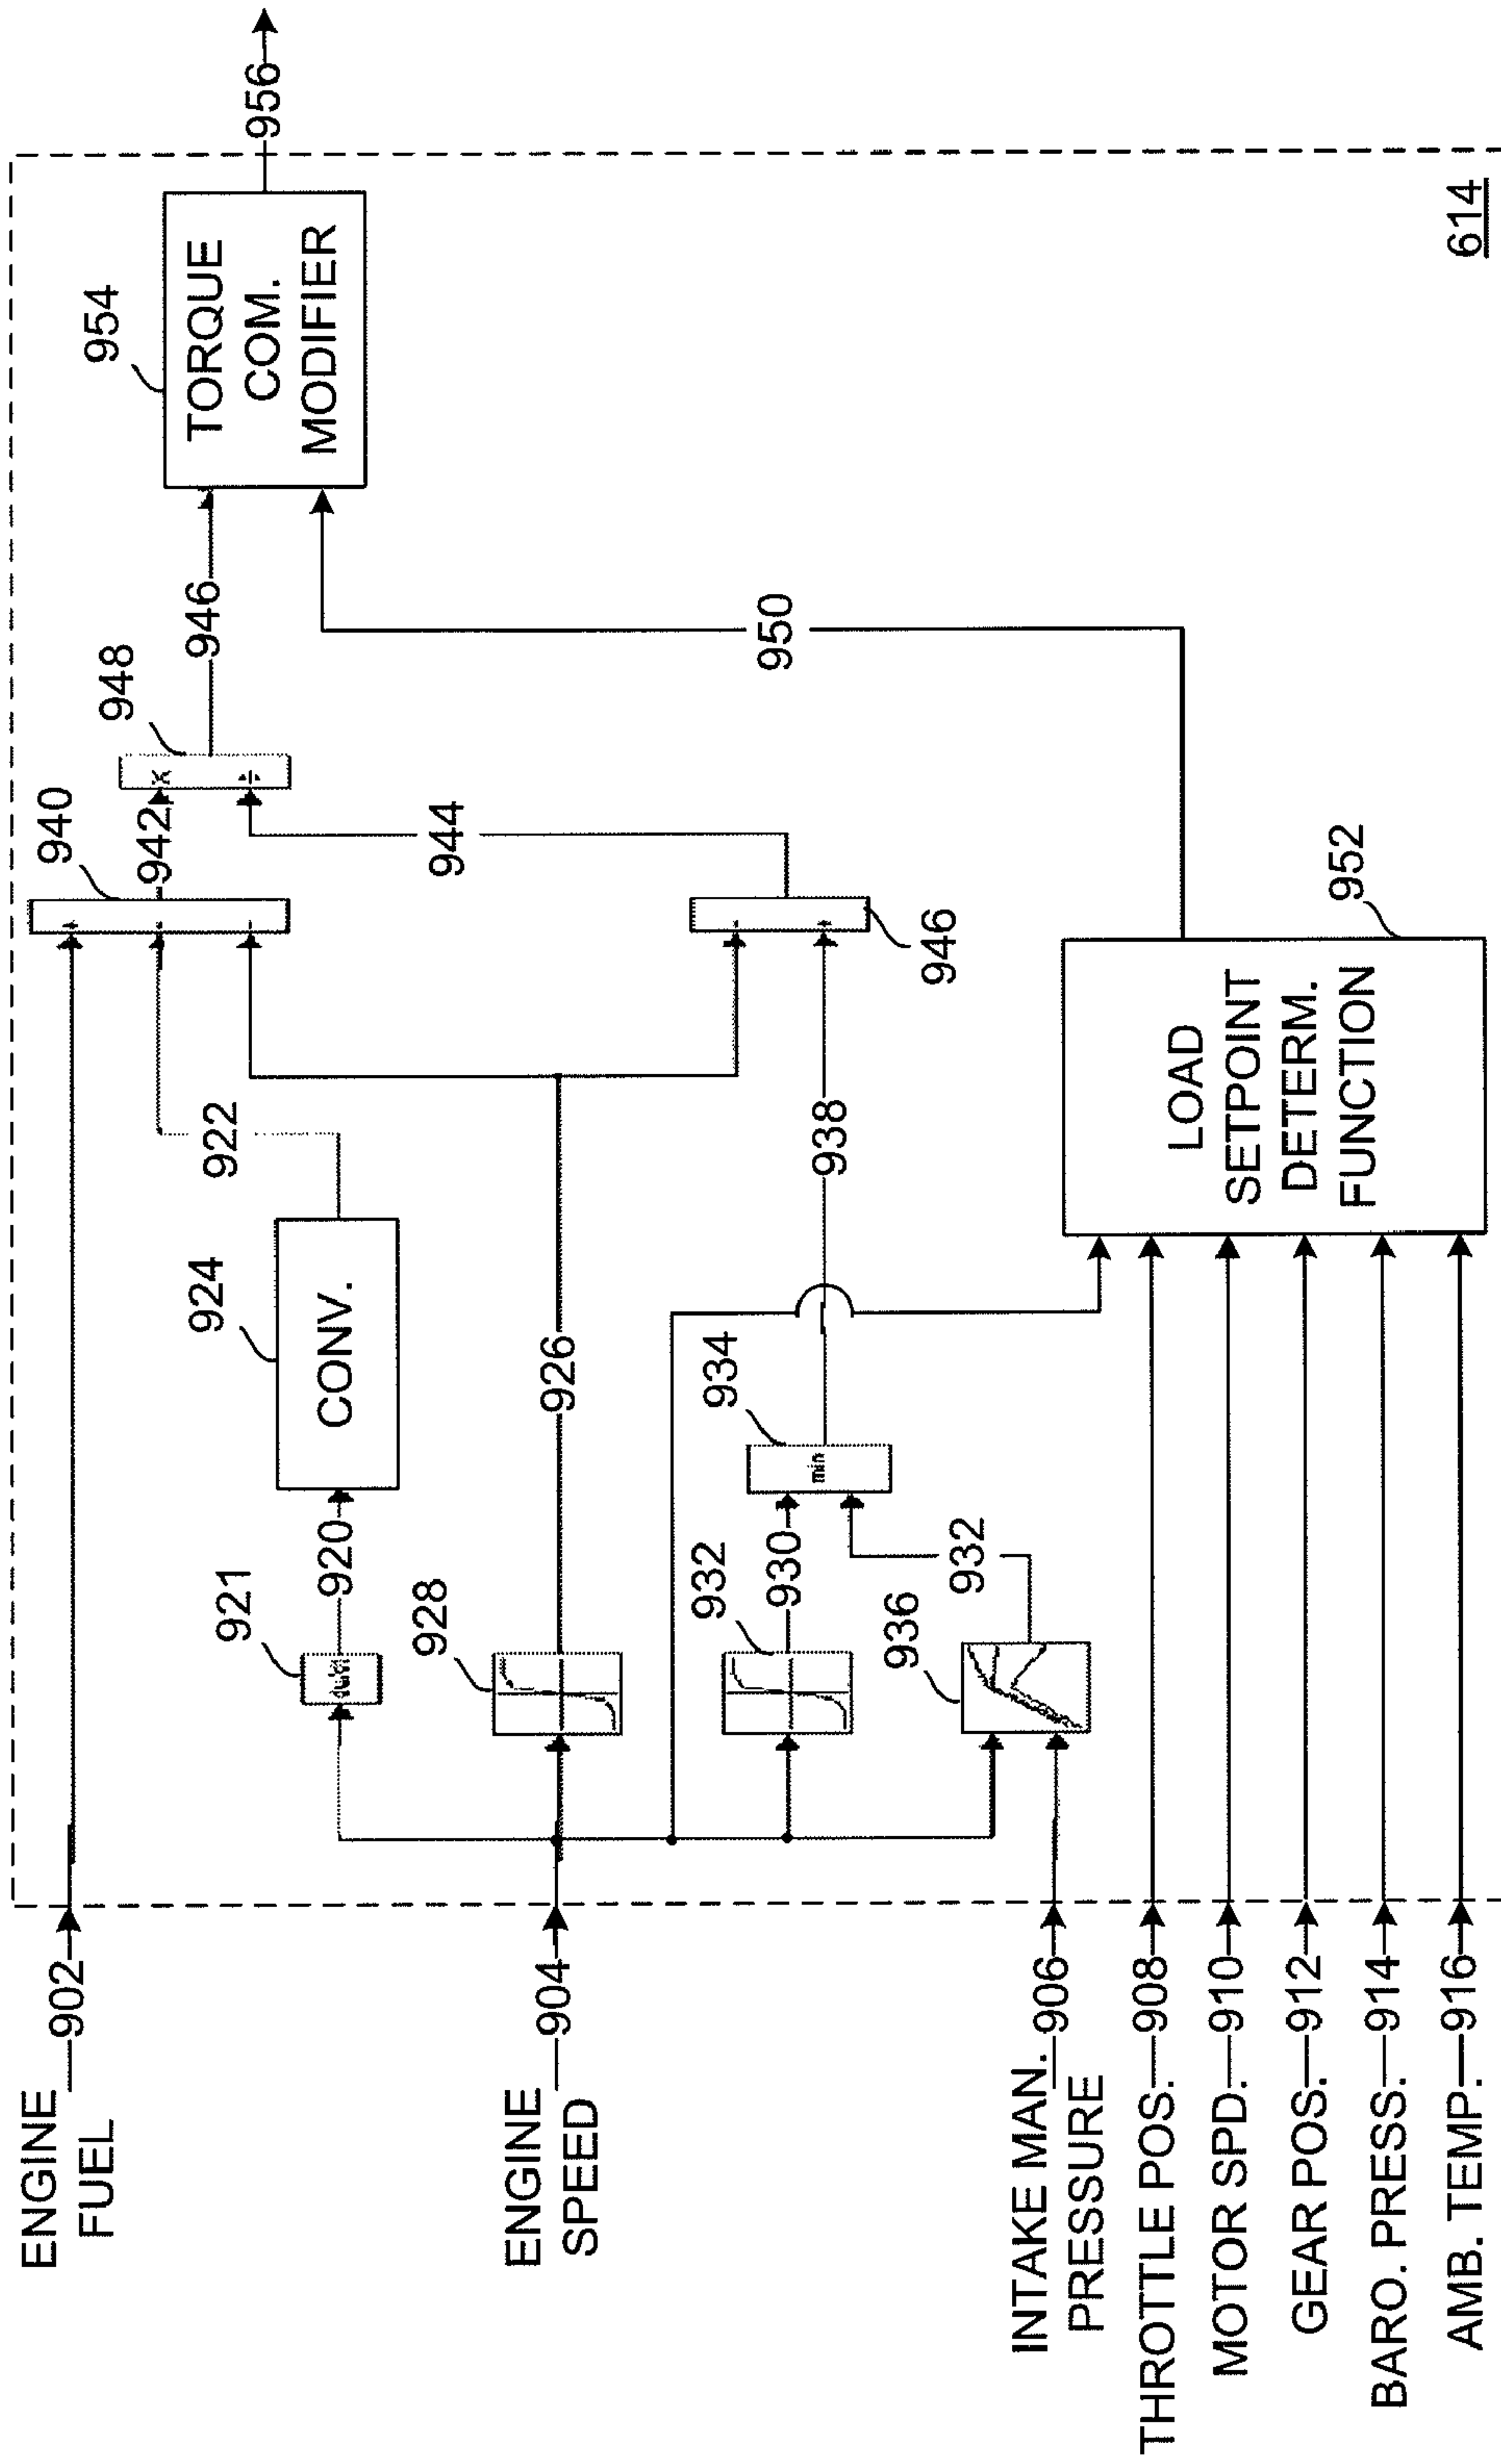 ENGINE
FUEL
902
ENGINE
SPEED
904
INTAKE MAN.
PRESSURE
906
THROTTLE POS.
908
MOTOR SPD.
910
GEAR POS.
912
BARO. PRESS.
914
AMB. TEMP.
916
921
920
924
CONV.
922
928
926
932
930
936
932
934
min
938
940
942
944
946
948
×
÷
946
950
LOAD
SETPOINT
DETERM.
FUNCTION
952
954
TORQUE
COM.
MODIFIER
956
614